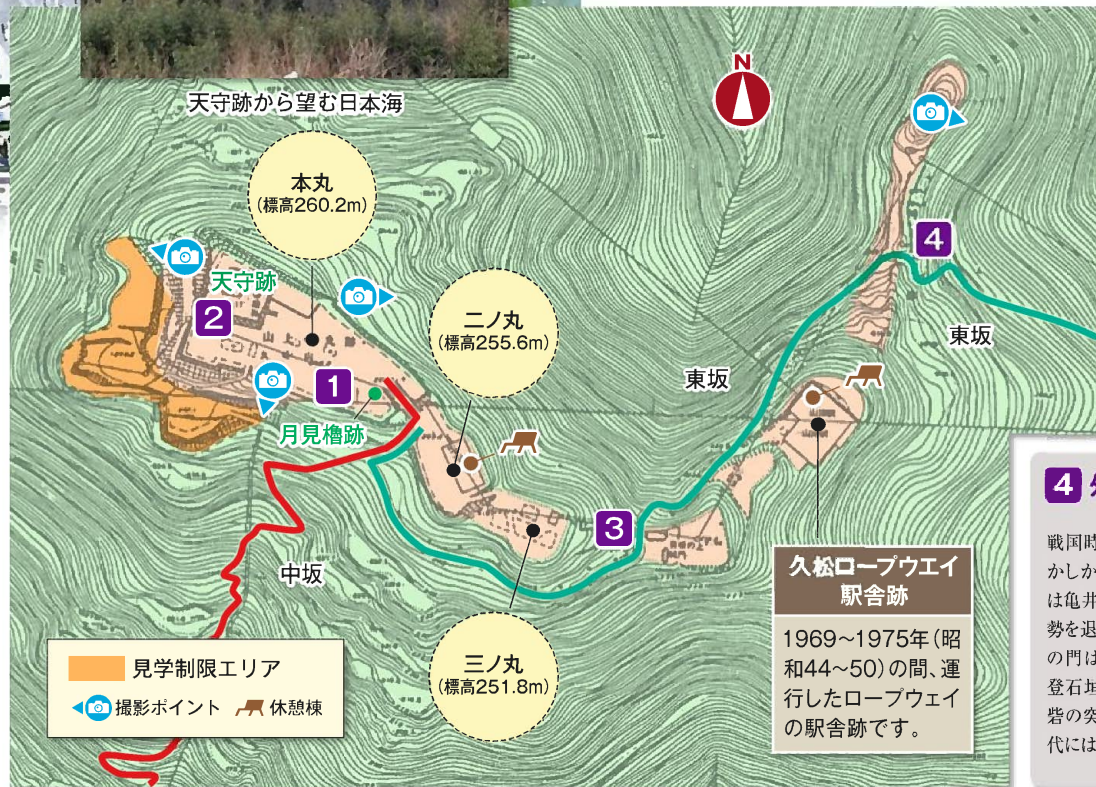 天守跡から望む日本海
N
本丸
(標高260.2m)
天守跡
2
1
月見櫓跡
二ノ丸
(標高255.6m)
4
東坂
東坂
3
中坂
三ノ丸
(標高251.8m)
久松ロープウエイ
駅舎跡
1969〜1975年(昭
和44〜50)の間、運
行したロープウェイ
の駅舎跡です。
見学制限エリア
撮影ポイント
休憩棟
4
戦国時
かしか
は亀井
勢を退
の門は
登石垣
砦の突
代には